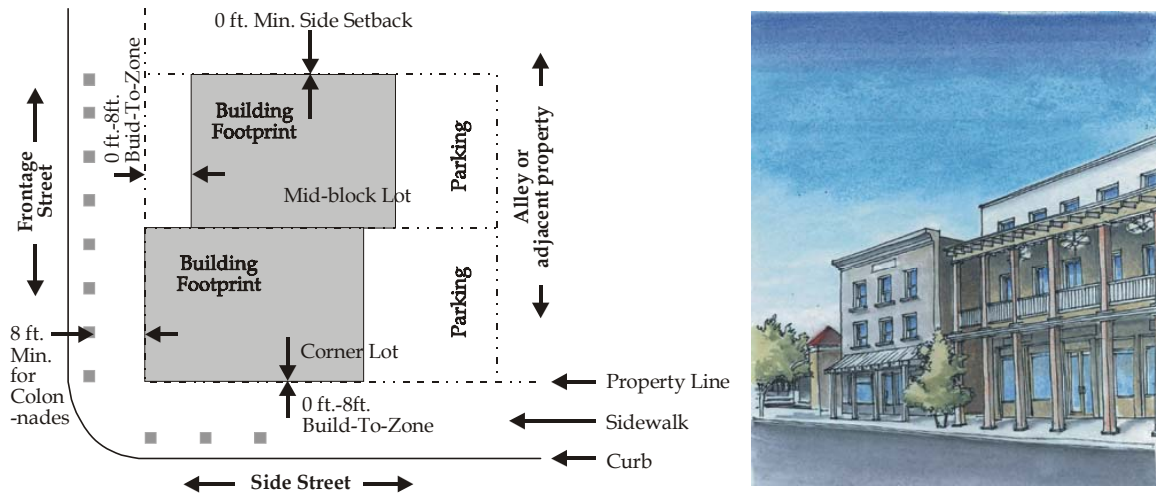 0 ft. Min. Side Setback
0 ft.-8ft.
Buid-To-Zone
Building
Footprint
Mid-block Lot
Parking
Alley or
adjacent property
Frontage
Street
Building
Footprint
Parking
8 ft.
Min.
for
Colon
-nades
Corner Lot
0 ft.-8ft.
Build-To-Zone
Property Line
Sidewalk
Curb
Side Street